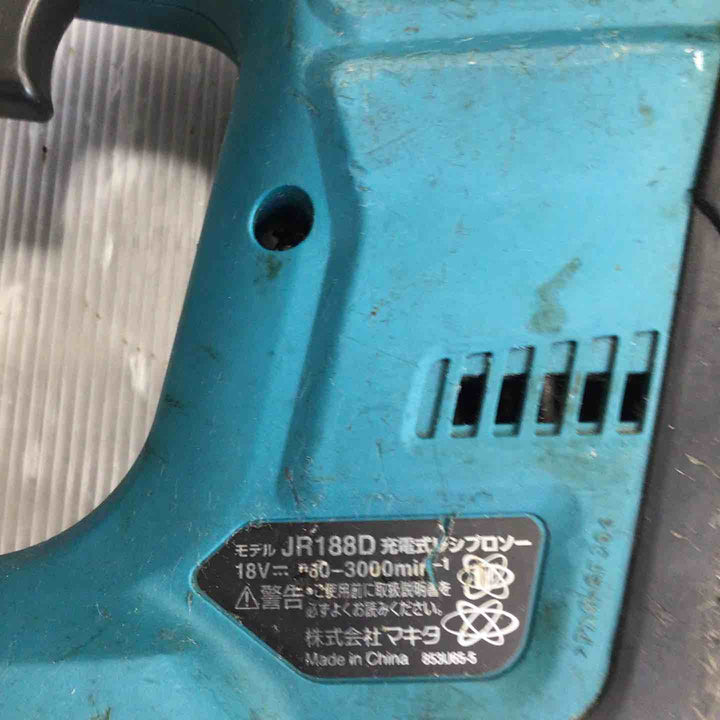 モデル JR188D 充電式レシプロソー
18V⎓ 0-3000min⁻¹
⚠警告 •ご使用前に取扱説明書を
必ずよくお読みください。
株式会社マキタ
Made in China 853U65-5